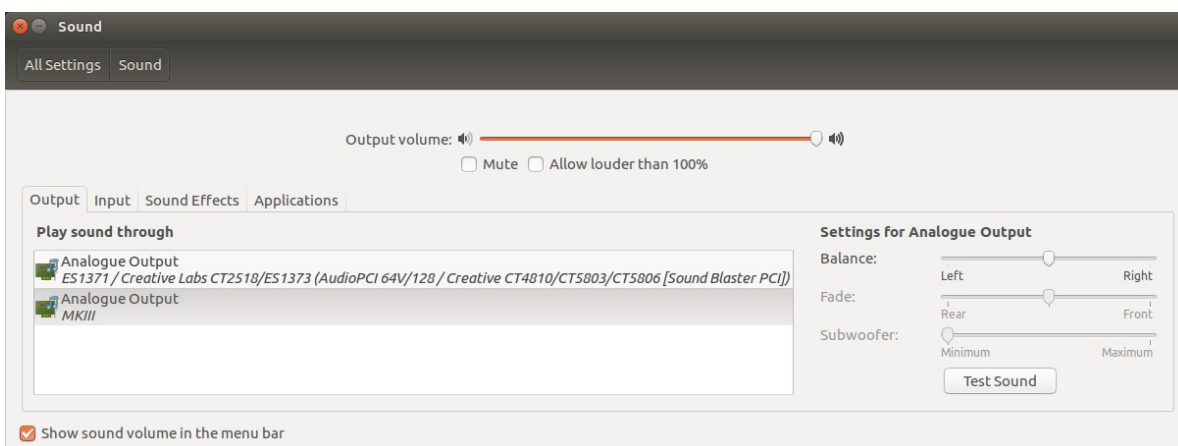 Sound
All Settings Sound
Output volume:
Mute Allow louder than 100%
Output Input Sound Effects Applications
Play sound through
Analogue Output
ES1371 / Creative Labs CT2518/ES1373 (AudioPCI 64V/128 / Creative CT4810/CT5803/CT5806 [Sound Blaster PCI])
Analogue Output
MKIII
Settings for Analogue Output
Balance:
Left Right
Fade:
Rear Front
Subwoofer:
Minimum Maximum
Test Sound
Show sound volume in the menu bar